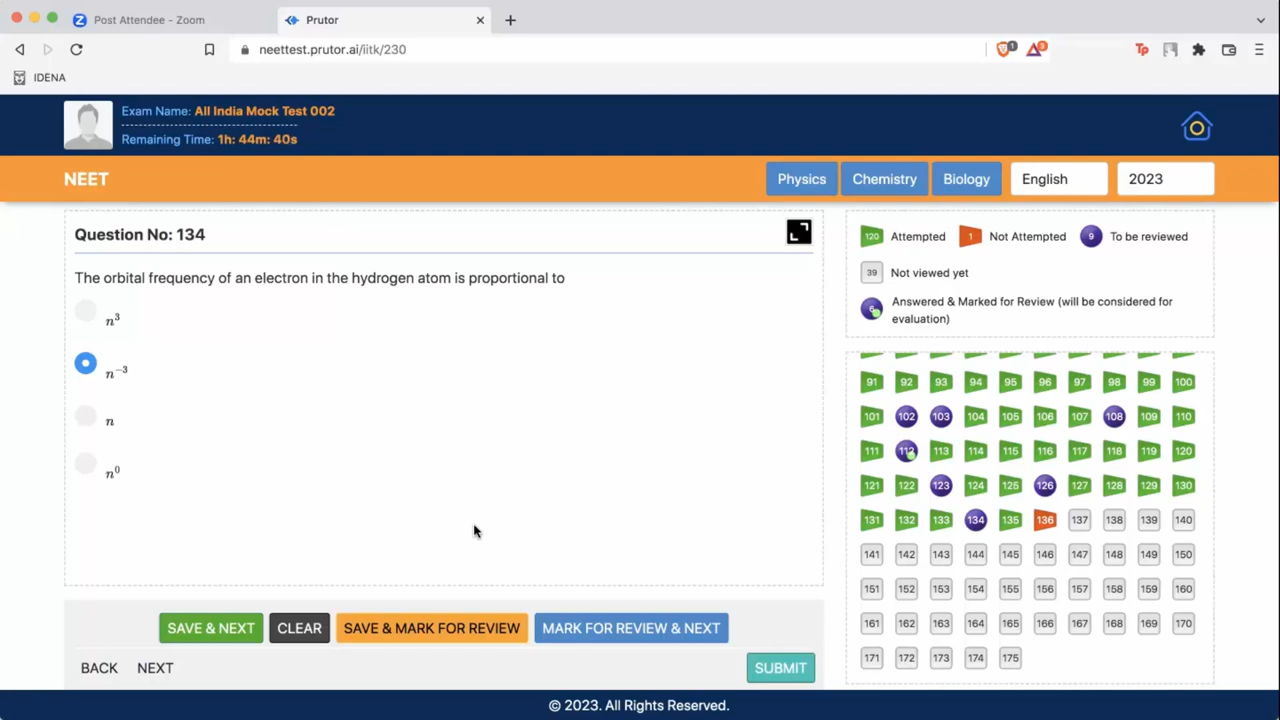 Post Attendee - Zoom
Prutor
neettest.prutor.ai/iitk/230
1
3
Tp
IDENA
Exam Name: All India Mock Test 002
Remaining Time: 1h: 44m: 40s
NEET
Physics
Chemistry
Biology
English
2023
Question No: 134
The orbital frequency of an electron in the hydrogen atom is proportional to
n³
n⁻³
n
n⁰
SAVE & NEXT
CLEAR
SAVE & MARK FOR REVIEW
MARK FOR REVIEW & NEXT
BACK
NEXT
SUBMIT
120 Attempted
1 Not Attempted
9 To be reviewed
39 Not viewed yet
Answered & Marked for Review (will be considered for
evaluation)
91 92 93 94 95 96 97 98 99 100
101 102 103 104 105 106 107 108 109 110
111 112 113 114 115 116 117 118 119 120
121 122 123 124 125 126 127 128 129 130
131 132 133 134 135 136 137 138 139 140
141 142 143 144 145 146 147 148 149 150
151 152 153 154 155 156 157 158 159 160
161 162 163 164 165 166 167 168 169 170
171 172 173 174 175
© 2023. All Rights Reserved.